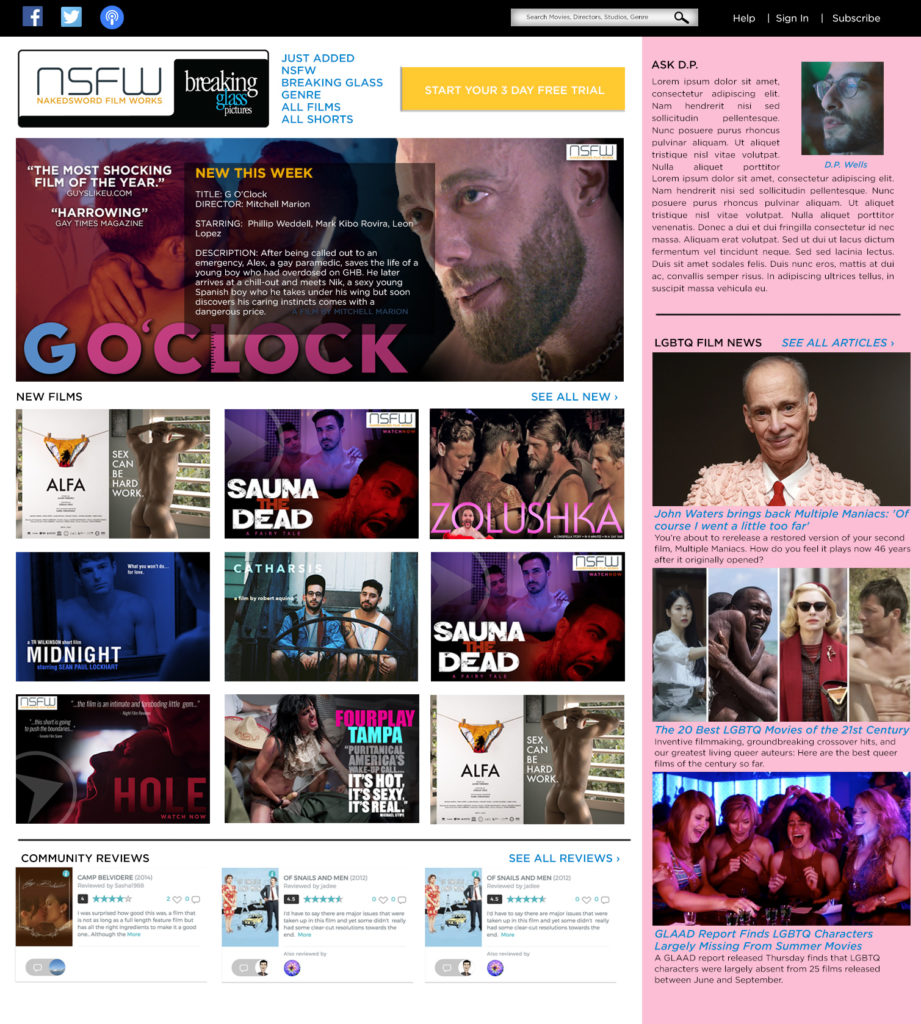 Search Movies, Directors, Studios, Genre
Help | Sign In | Subscribe
NSFW
NAKEDSWORD FILM WORKS
breaking
glass
pictures
JUST ADDED
NSFW
BREAKING GLASS
GENRE
ALL FILMS
ALL SHORTS
START YOUR 3 DAY FREE TRIAL
“THE MOST SHOCKING
FILM OF THE YEAR.”
GUYSLIKEU.COM
“HARROWING”
GAY TIMES MAGAZINE
NEW THIS WEEK
TITLE: G O'Clock
DIRECTOR: Mitchell Marion
STARRING: Phillip Weddell, Mark Kibo Rovira, Leon
Lopez
DESCRIPTION: After being called out to an
emergency, Alex, a gay paramedic, saves the life of a
young boy who had overdosed on GHB. He later
arrives at a chill-out and meets Nik, a sexy young
Spanish boy who he takes under his wing but soon
discovers his caring instincts comes with a
dangerous price.
A FILM BY MITCHELL MARION
NSFW
G O'CLOCK
NEW FILMS
SEE ALL NEW ›
ALFA
SEX
CAN
BE
HARD
WORK.
NSFW
WATCH NOW
SAUNA
THE
DEAD
A FAIRY TALE
ZOLUSHKA
What you won't do...
for love.
a TR WILKINSON short film
MIDNIGHT
starring SEAN PAUL LOCKHART
CATHARSIS
a film by robert equino
NSFW
SAUNA
THE
DEAD
A FAIRY TALE
NSFW
"...the film is an intimate and foreboding little gem..."
"...this short is going
to push the boundaries..."
HOLE
WATCH NOW
FOURPLAY
TAMPA
"PURITANICAL
AMERICA'S
WAKE-UP CALL...
IT'S HOT.
IT'S SEXY.
IT'S REAL."
MICHAEL STIPE
ALFA
SEX
CAN
BE
HARD
WORK.
COMMUNITY REVIEWS
SEE ALL REVIEWS ›
CAMP BELVIDERE (2014)
Reviewed by Sasha1998
4
2 0
I was surprised how good this was, a film that
is not as long as a full length feature film but
has all the right ingredients to make it a good
one. Although the More
OF SNAILS AND MEN (2012)
Reviewed by jadee
4.5
0 0
I'd have to say there are major issues that were
taken up in this film and yet some didn't really
had some clear-cut resolutions towards the
end. More
Also reviewed by
OF SNAILS AND MEN (2012)
Reviewed by jadee
4.5
0 0
I'd have to say there are major issues that were
taken up in this film and yet some didn't really
had some clear-cut resolutions towards the
end. More
Also reviewed by
ASK D.P.
Lorem ipsum dolor sit amet,
consectetur adipiscing elit.
Nam hendrerit nisi sed
sollicitudin pellentesque.
Nunc posuere purus rhoncus
pulvinar aliquam. Ut aliquet
tristique nisl vitae volutpat.
Nulla aliquet porttitor
D.P. Wells
Lorem ipsum dolor sit amet, consectetur adipiscing elit.
Nam hendrerit nisi sed sollicitudin pellentesque. Nunc
posuere purus rhoncus pulvinar aliquam. Ut aliquet
tristique nisl vitae volutpat. Nulla aliquet porttitor
venenatis. Donec a dui et dui fringilla consectetur id nec
massa. Aliquam erat volutpat. Sed ut dui ut lacus dictum
fermentum vel tincidunt neque. Sed sed lacinia lectus.
Duis sit amet sodales felis. Duis nunc eros, mattis at dui
ac, convallis semper risus. In adipiscing ultrices tellus, in
suscipit massa vehicula eu.
LGBTQ FILM NEWS
SEE ALL ARTICLES ›
John Waters brings back Multiple Maniacs: 'Of
course I went a little too far'
You're about to rerelease a restored version of your second
film, Multiple Maniacs. How do you feel it plays now 46 years
after it originally opened?
The 20 Best LGBTQ Movies of the 21st Century
Inventive filmmaking, groundbreaking crossover hits, and
our greatest living queer auteurs: Here are the best queer
films of the century so far.
GLAAD Report Finds LGBTQ Characters
Largely Missing From Summer Movies
A GLAAD report released Thursday finds that LGBTQ
characters were largely absent from 25 films released
between June and September.